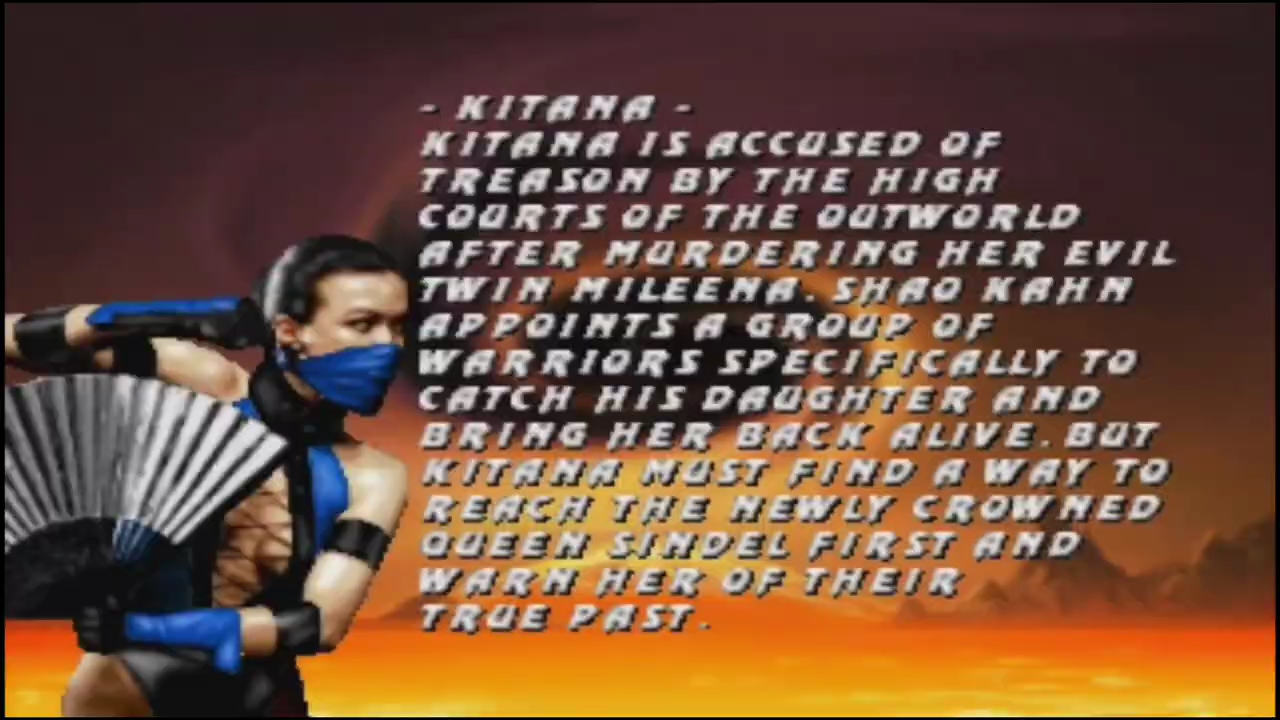 - KITANA -
KITANA IS ACCUSED OF
TREASON BY THE HIGH
COURTS OF THE OUTWORLD
AFTER MURDERING HER EVIL
TWIN MILEENA. SHAO KAHN
APPOINTS A GROUP OF
WARRIORS SPECIFICALLY TO
CATCH HIS DAUGHTER AND
BRING HER BACK ALIVE. BUT
KITANA MUST FIND A WAY TO
REACH THE NEWLY CROWNED
QUEEN SINDEL FIRST AND
WARN HER OF THEIR
TRUE PAST.